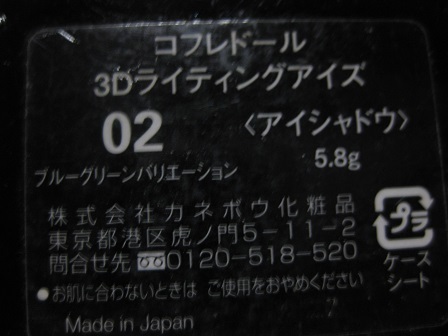 コフレドール
3Dライティングアイズ
02 〈アイシャドウ〉
ブルーグリーンバリエーション 5.8g
株式会社カネボウ化粧品
東京都港区虎ノ門5-11-2
問合せ先 0120-518-520
●お肌に合わないときは ご使用をおやめください
Made in Japan
プラ
ケース
シート